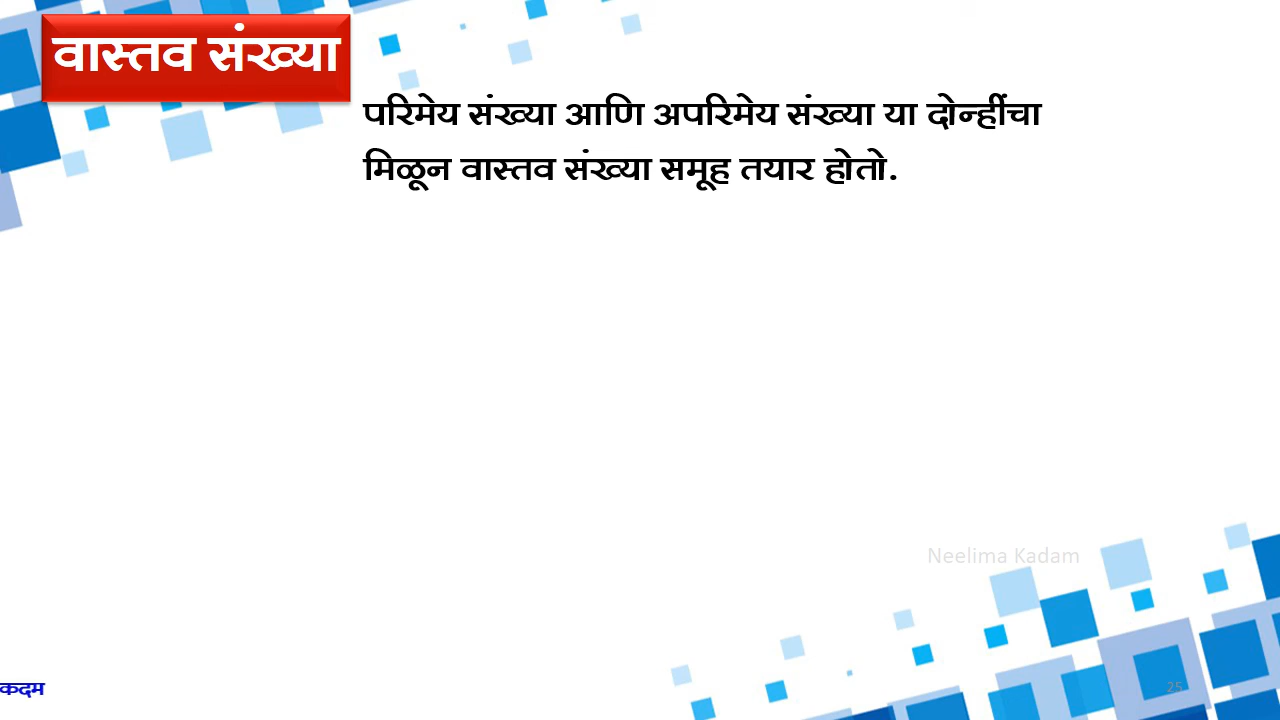 वास्तव संख्या
परिमेय संख्या आणि अपरिमेय संख्या या दोन्हींचा
मिळून वास्तव संख्या समूह तयार होतो.
Neelima Kadam
कदम
25